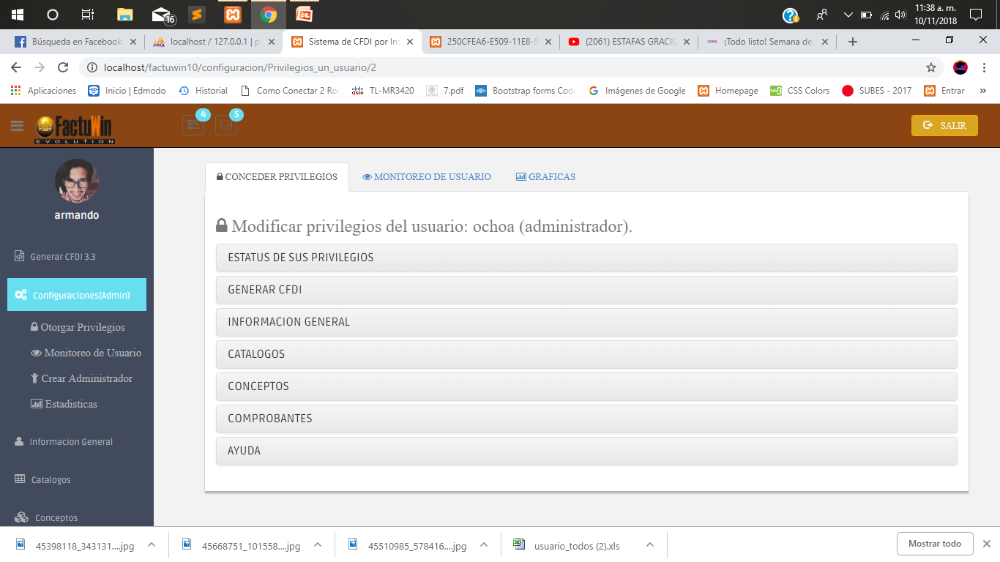 16
11:38 a. m.
10/11/2018
Búsqueda en Facebook
localhost / 127.0.0.1 | p
Sistema de CFDI por Int
250CFEA6-E509-11E8-9
(2061) ESTAFAS GRACIO
¡Todo listo! Semana de
localhost/factuwin10/configuracion/Privilegios_un_usuario/2
Aplicaciones Inicio | Edmodo Historial Como Conectar 2 Rou TL-MR3420 7.pdf Bootstrap forms Code Imágenes de Google Homepage CSS Colors SUBES - 2017 Entrar »
FactuWin
EVOLUTION
4
5
SALIR
armando
Generar CFDI 3.3
Configuraciones(Admin)
Otorgar Privilegios
Monitoreo de Usuario
Crear Administrador
Estadisticas
Informacion General
Catalogos
Conceptos
CONCEDER PRIVILEGIOS
MONITOREO DE USUARIO
GRAFICAS
Modificar privilegios del usuario: ochoa (administrador).
ESTATUS DE SUS PRIVILEGIOS
GENERAR CFDI
INFORMACION GENERAL
CATALOGOS
CONCEPTOS
COMPROBANTES
AYUDA
45398118_343131....jpg
45668751_101558....jpg
45510985_578416....jpg
usuario_todos (2).xls
Mostrar todo